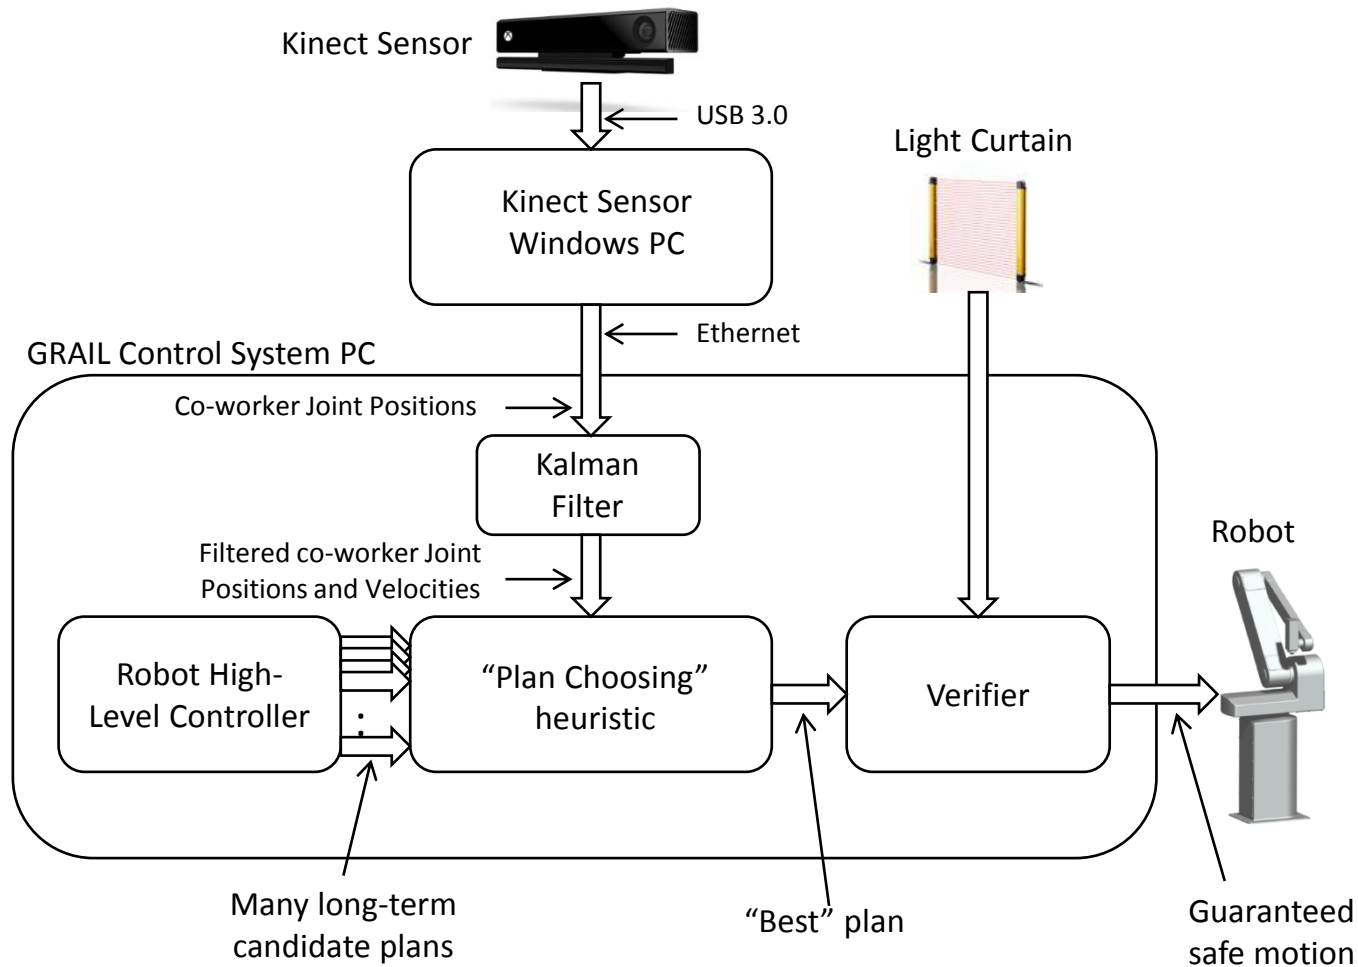 Kinect Sensor
USB 3.0
Light Curtain
Kinect Sensor
Windows PC
Ethernet
GRAIL Control System PC
Co-worker Joint Positions
Kalman
Filter
Robot
Filtered co-worker Joint
Positions and Velocities
Robot High-
Level Controller
“Plan Choosing”
heuristic
Verifier
Many long-term
candidate plans
“Best” plan
Guaranteed
safe motion